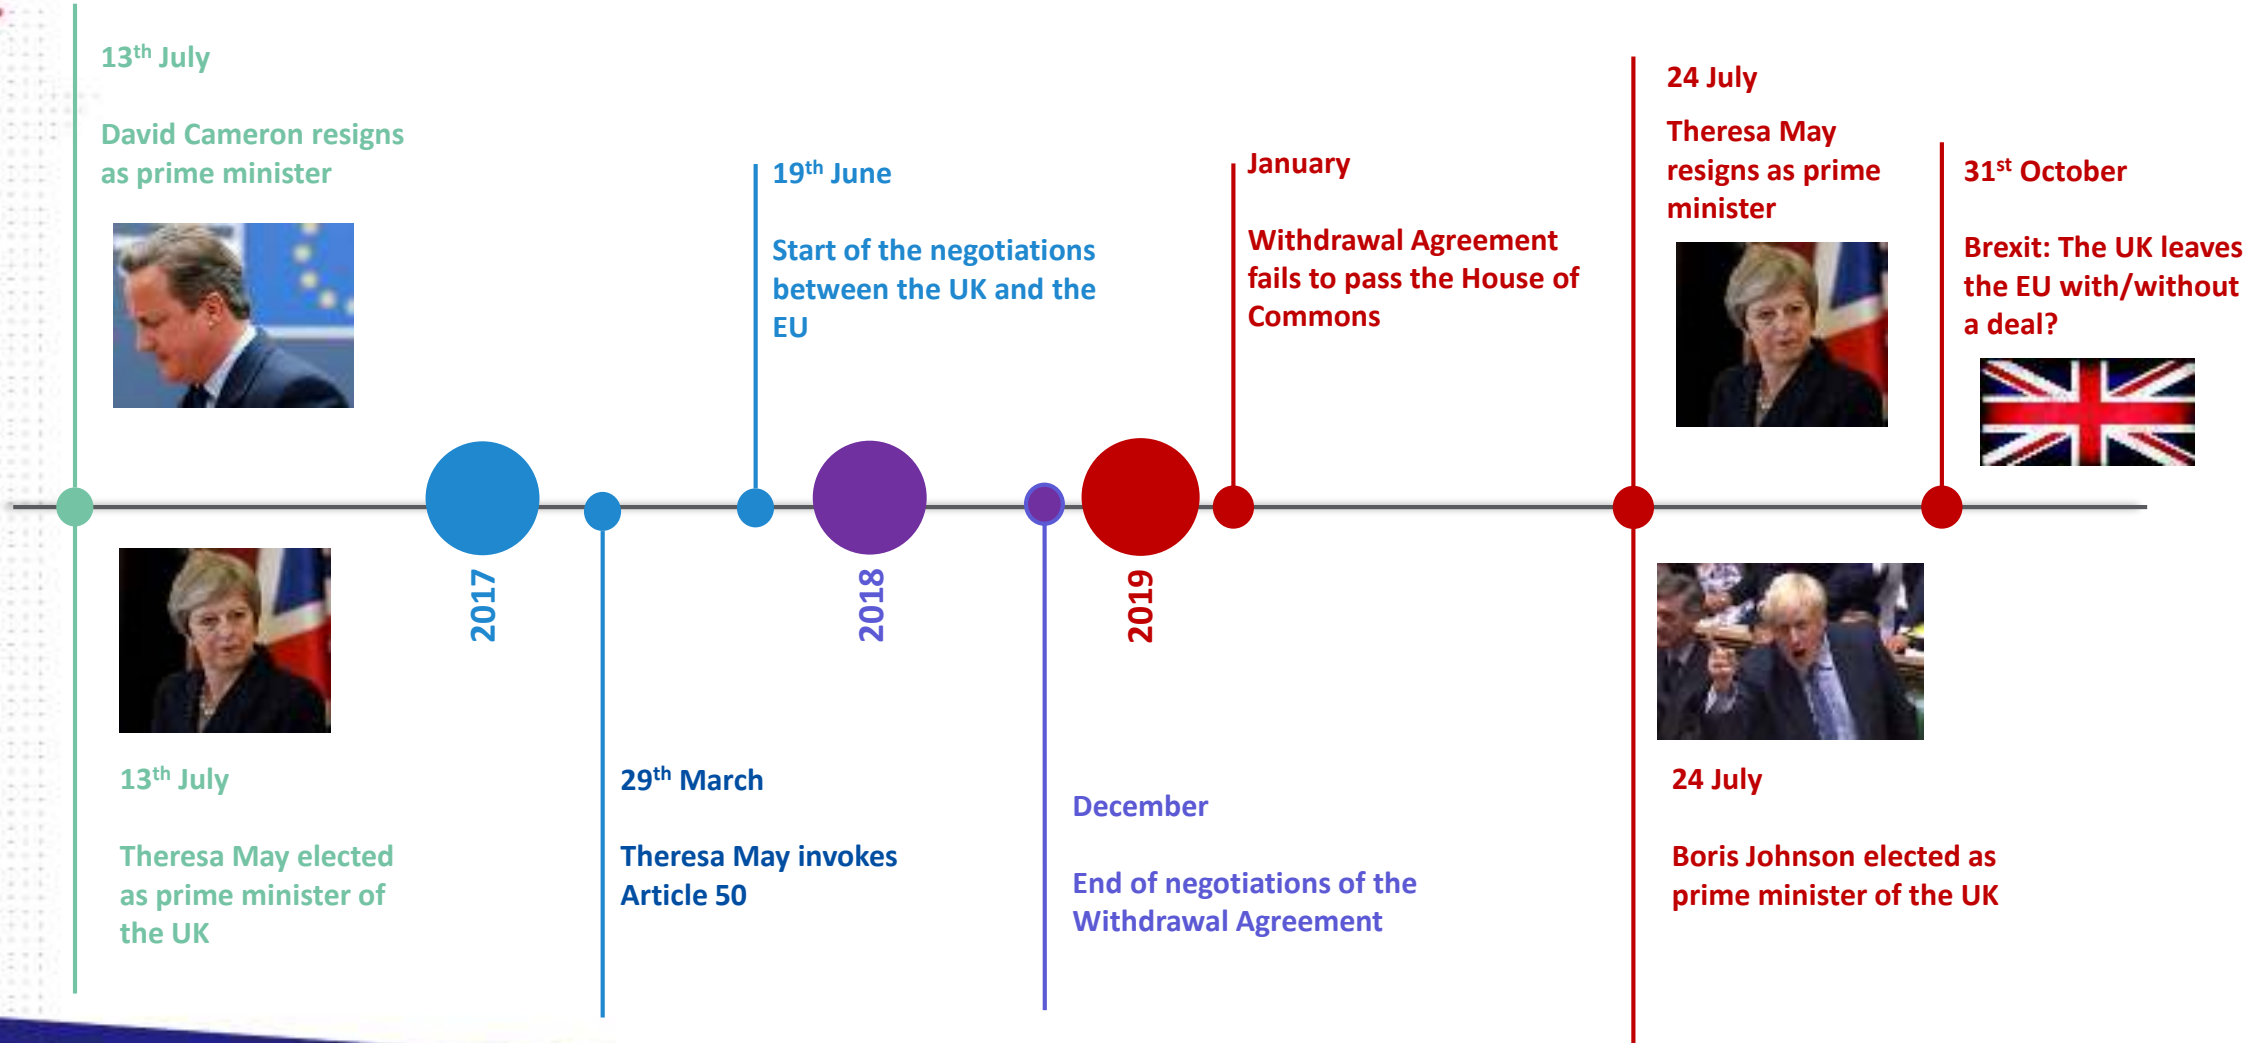 13th July
David Cameron resigns
as prime minister
13th July
Theresa May elected
as prime minister of
the UK
2017
29th March
Theresa May invokes
Article 50
19th June
Start of the negotiations
between the UK and the
EU
2018
December
End of negotiations of the
Withdrawal Agreement
2019
January
Withdrawal Agreement
fails to pass the House of
Commons
24 July
Theresa May
resigns as prime
minister
24 July
Boris Johnson elected as
prime minister of the UK
31st October
Brexit: The UK leaves
the EU with/without
a deal?